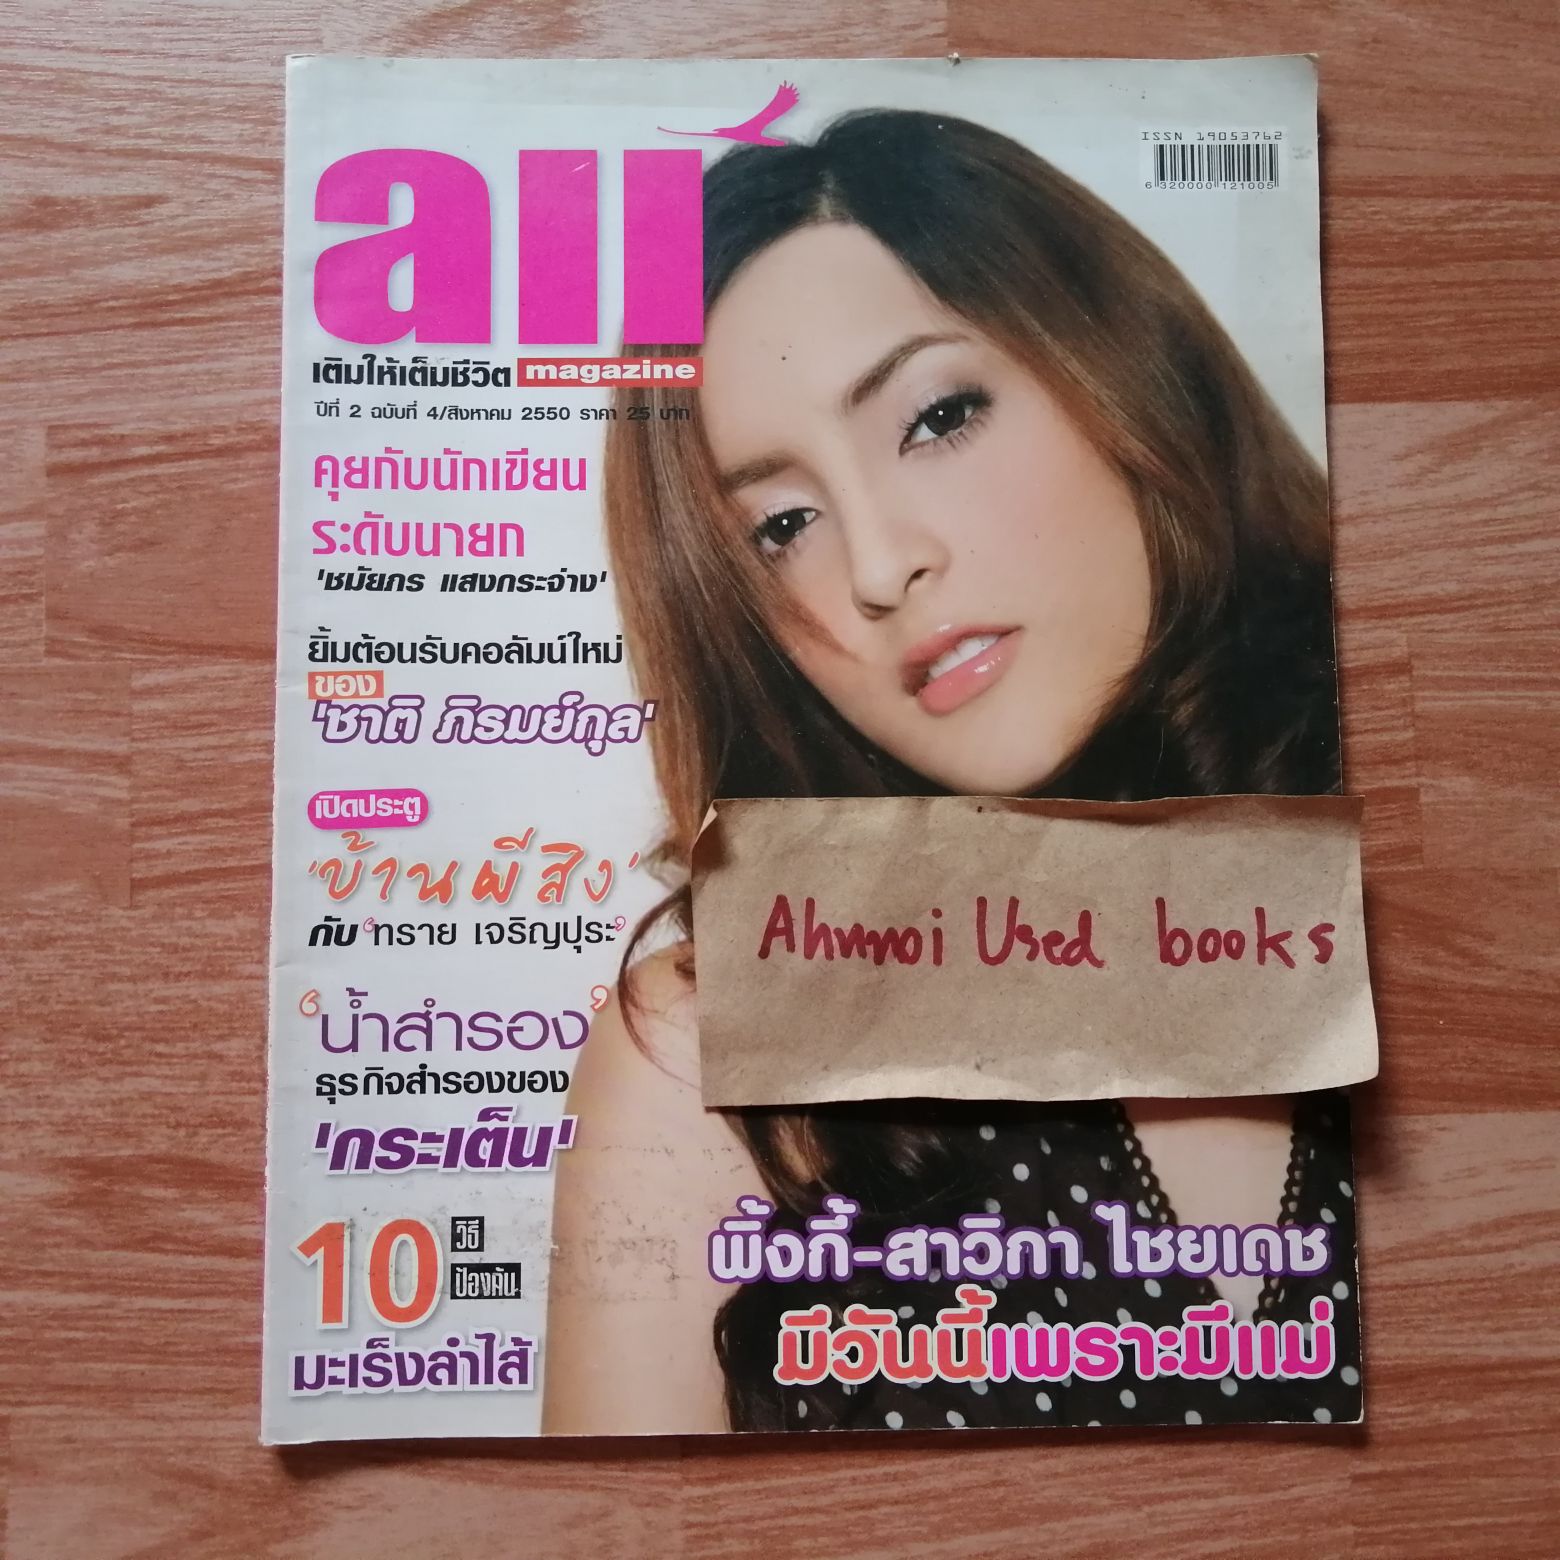 all
ISSN 19053762
6 320000 121005
เติมให้เต็มชีวิต magazine
ปีที่ 2 ฉบับที่ 4/สิงหาคม 2550 ราคา 25 บาท
คุยกับนักเขียน
ระดับนายก
'ชมัยภร แสงกระจ่าง'
ยิ้มต้อนรับคอลัมน์ใหม่
ของ
'ชาติ ภิรมย์กุล'
เปิดประตู
'บ้านผีสิง'
กับ 'ทราย เจริญปุระ'
'น้ำสำรอง'
ธุรกิจสำรองของ
'กระเต็น'
10 วิธี
ป้องกัน
มะเร็งลำไส้
Ahnnoi Used books
พิ้งกี้-สาวิกา ไชยเดช
มีวันนี้เพราะมีแม่